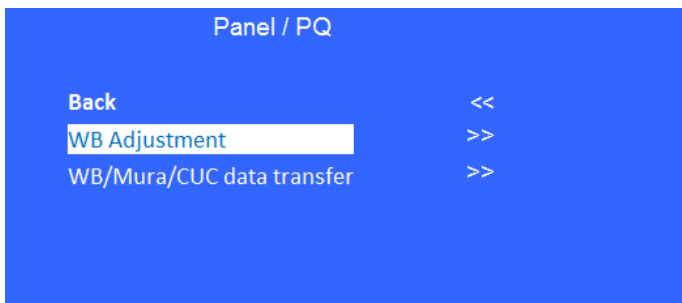 Panel / PQ
Back <<
WB Adjustment >>
WB/Mura/CUC data transfer >>